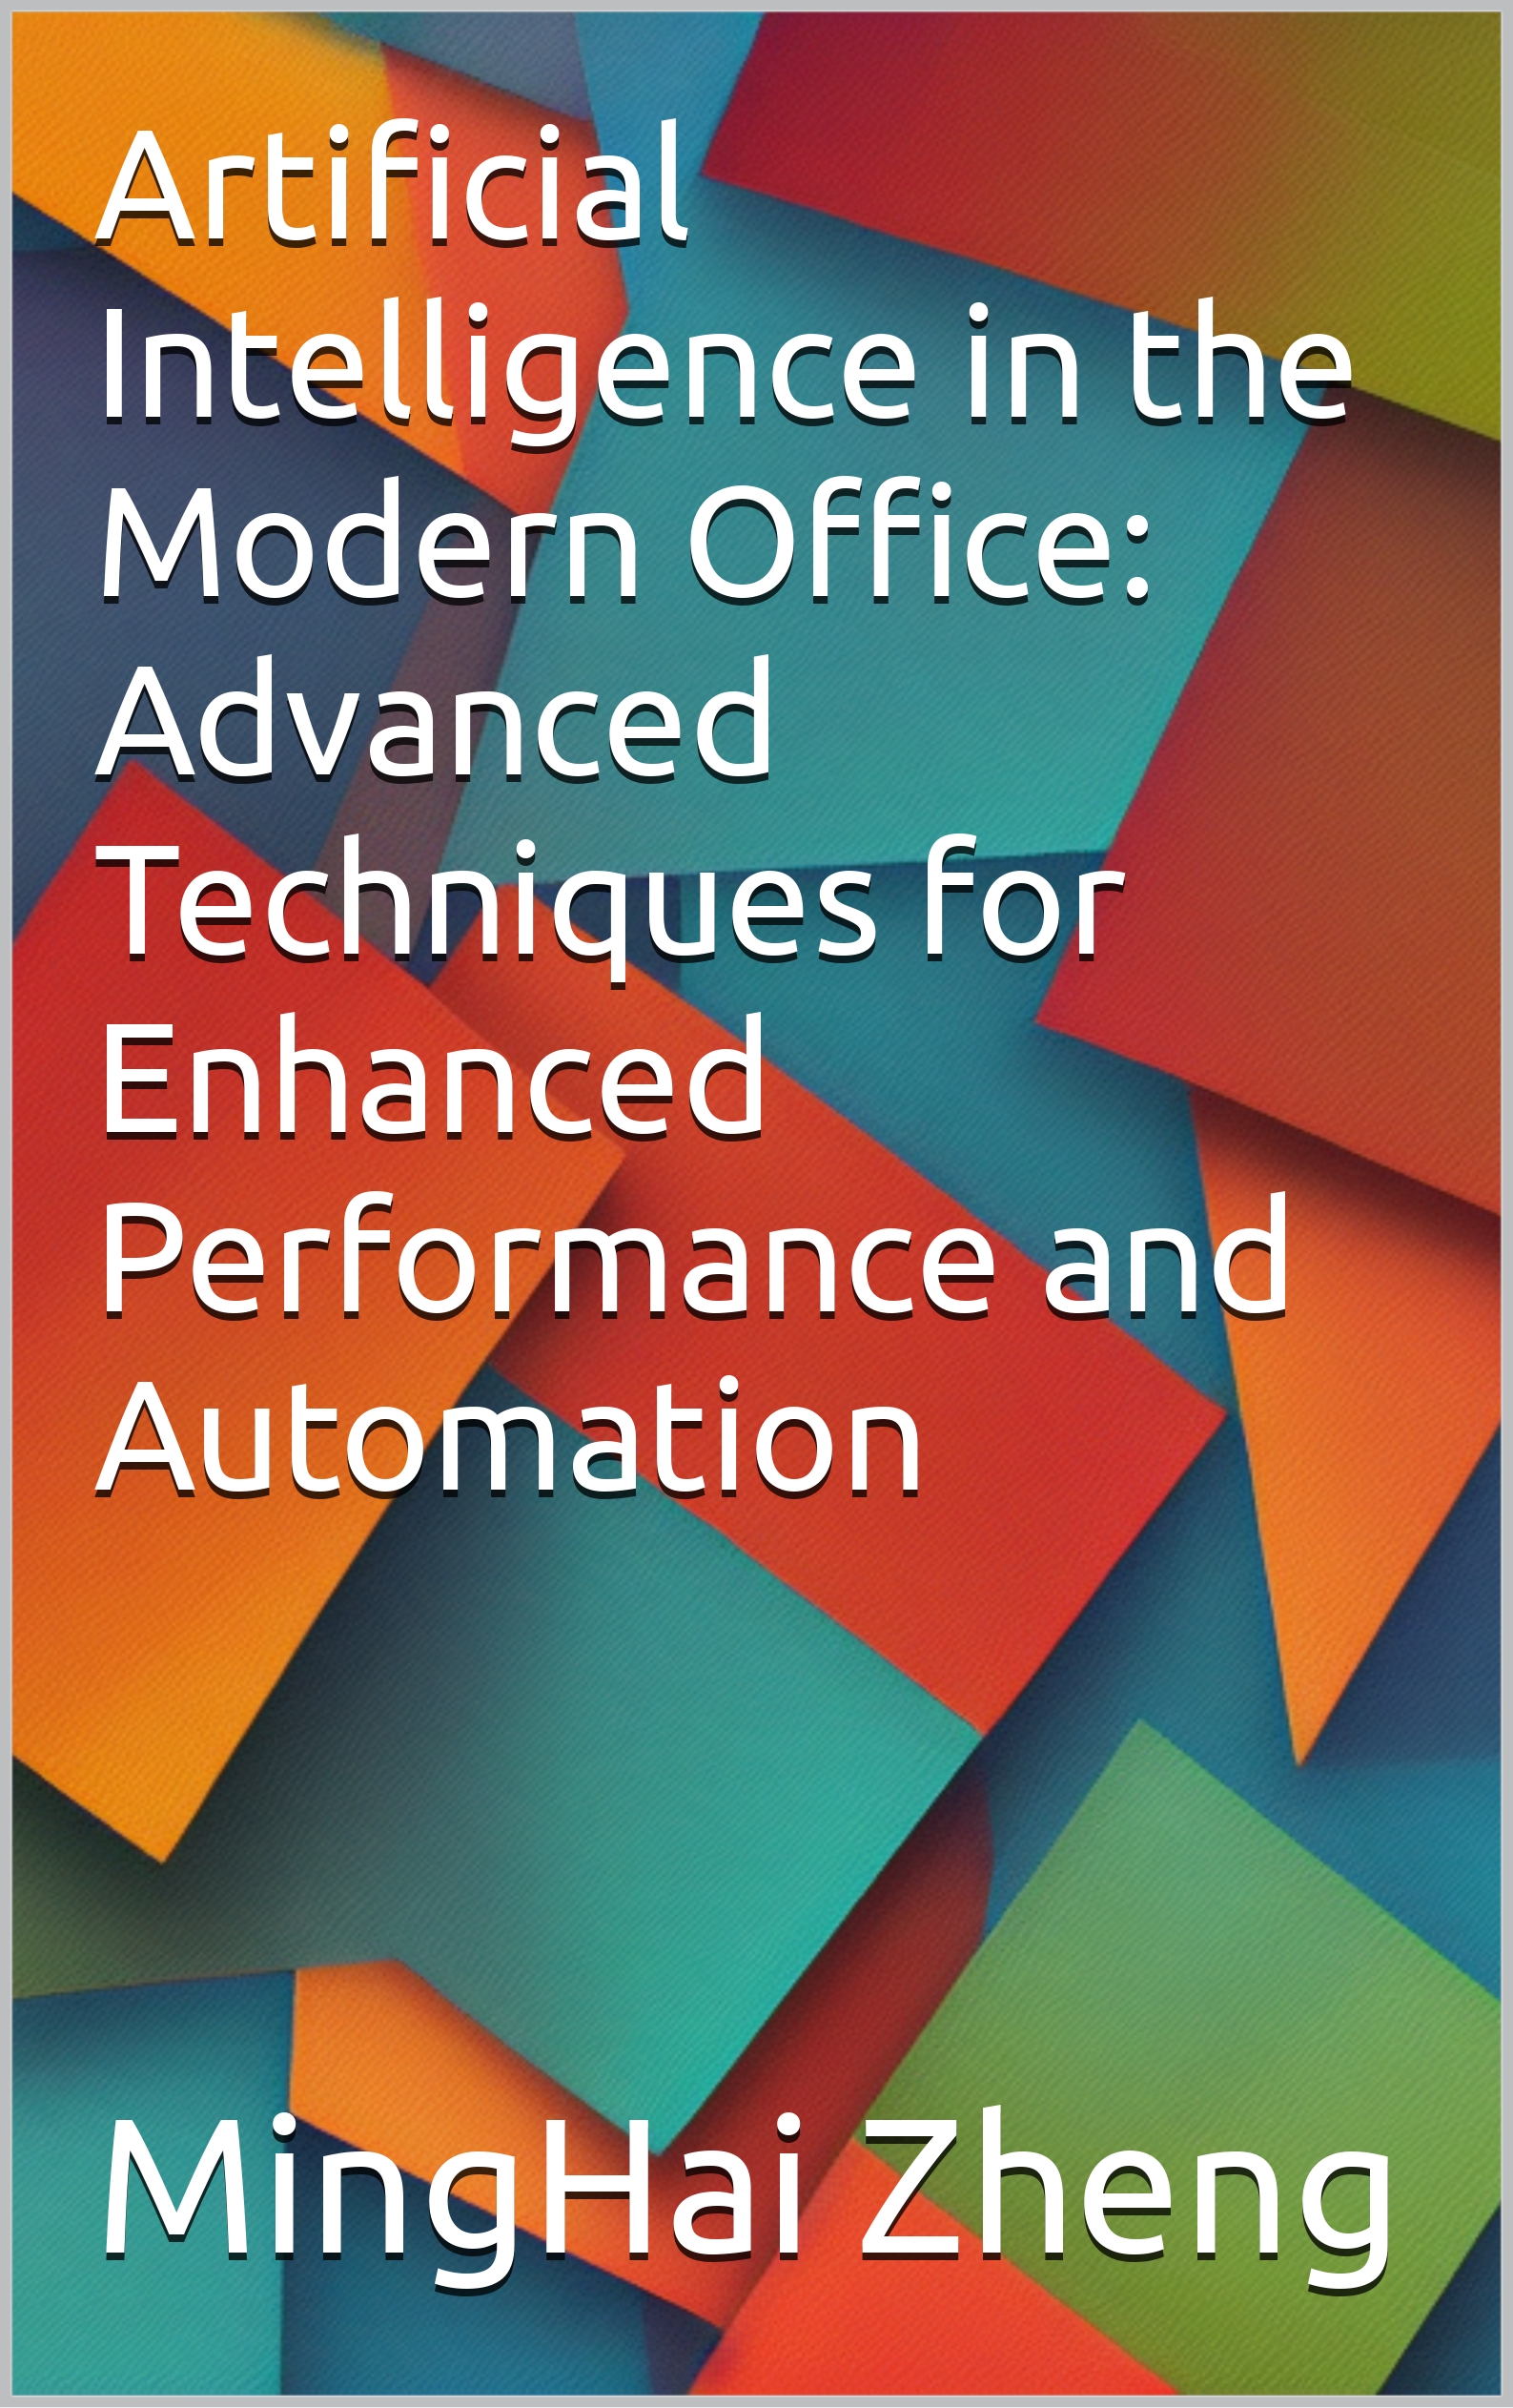 Artificial
Intelligence in the
Modern Office:
Advanced
Techniques for
Enhanced
Performance and
Automation
MingHai Zheng